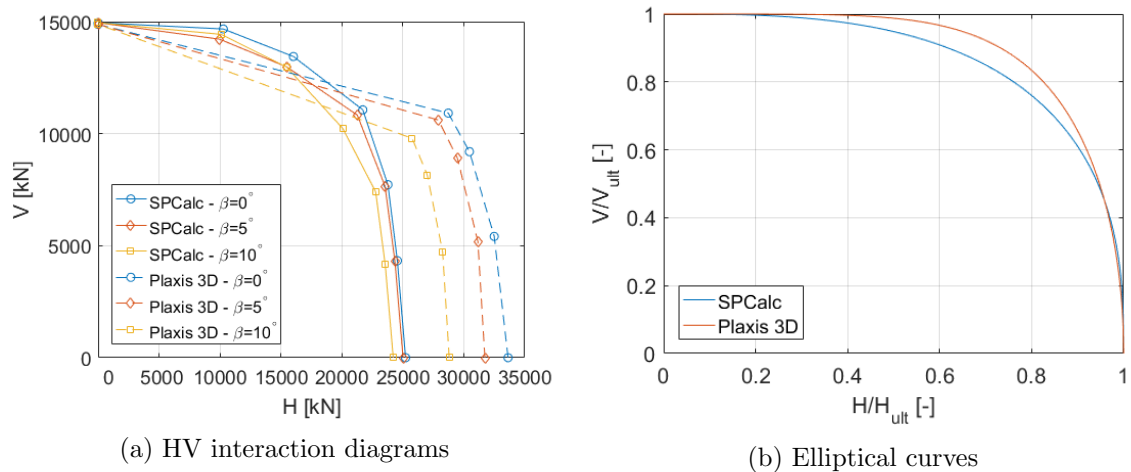 15000
10000
5000
0
V [kN]
0 5000 10000 15000 20000 25000 30000 35000
H [kN]
SPCalc - β=0°
SPCalc - β=5°
SPCalc - β=10°
Plaxis 3D - β=0°
Plaxis 3D - β=5°
Plaxis 3D - β=10°
(a) HV interaction diagrams
1
0.8
0.6
0.4
0.2
0
V/V_ult [-]
0 0.2 0.4 0.6 0.8 1
H/H_ult [-]
SPCalc
Plaxis 3D
(b) Elliptical curves